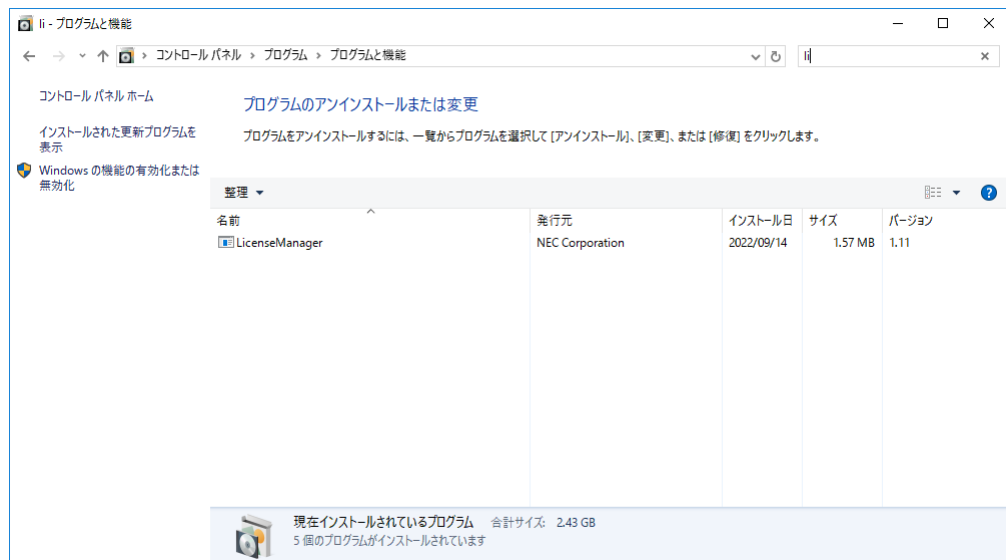 li - プログラムと機能
コントロール パネル › プログラム › プログラムと機能
li
コントロール パネル ホーム
インストールされた更新プログラムを
表示
Windows の機能の有効化または
無効化
プログラムのアンインストールまたは変更
プログラムをアンインストールするには、一覧からプログラムを選択して [アンインストール]、[変更]、または [修復] をクリックします。
整理
名前 発行元 インストール日 サイズ バージョン
LicenseManager NEC Corporation 2022/09/14 1.57 MB 1.11
現在インストールされているプログラム 合計サイズ: 2.43 GB
5 個のプログラムがインストールされています